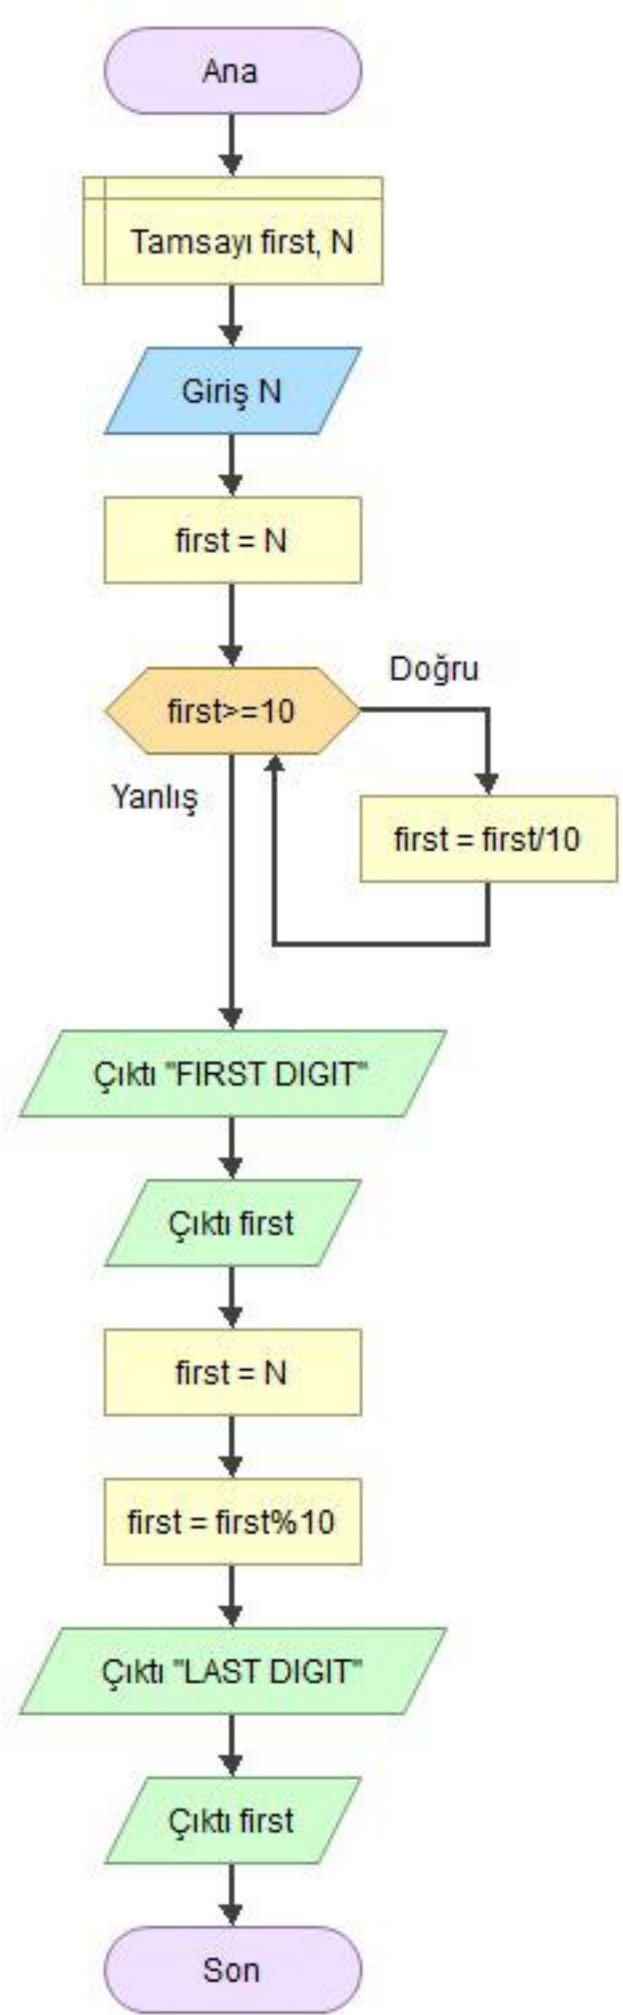 Ana
Tamsayı first, N
Giriş N
first = N
first>=10
Doğru
Yanlış
first = first/10
Çıktı "FIRST DIGIT"
Çıktı first
first = N
first = first%10
Çıktı "LAST DIGIT"
Çıktı first
Son